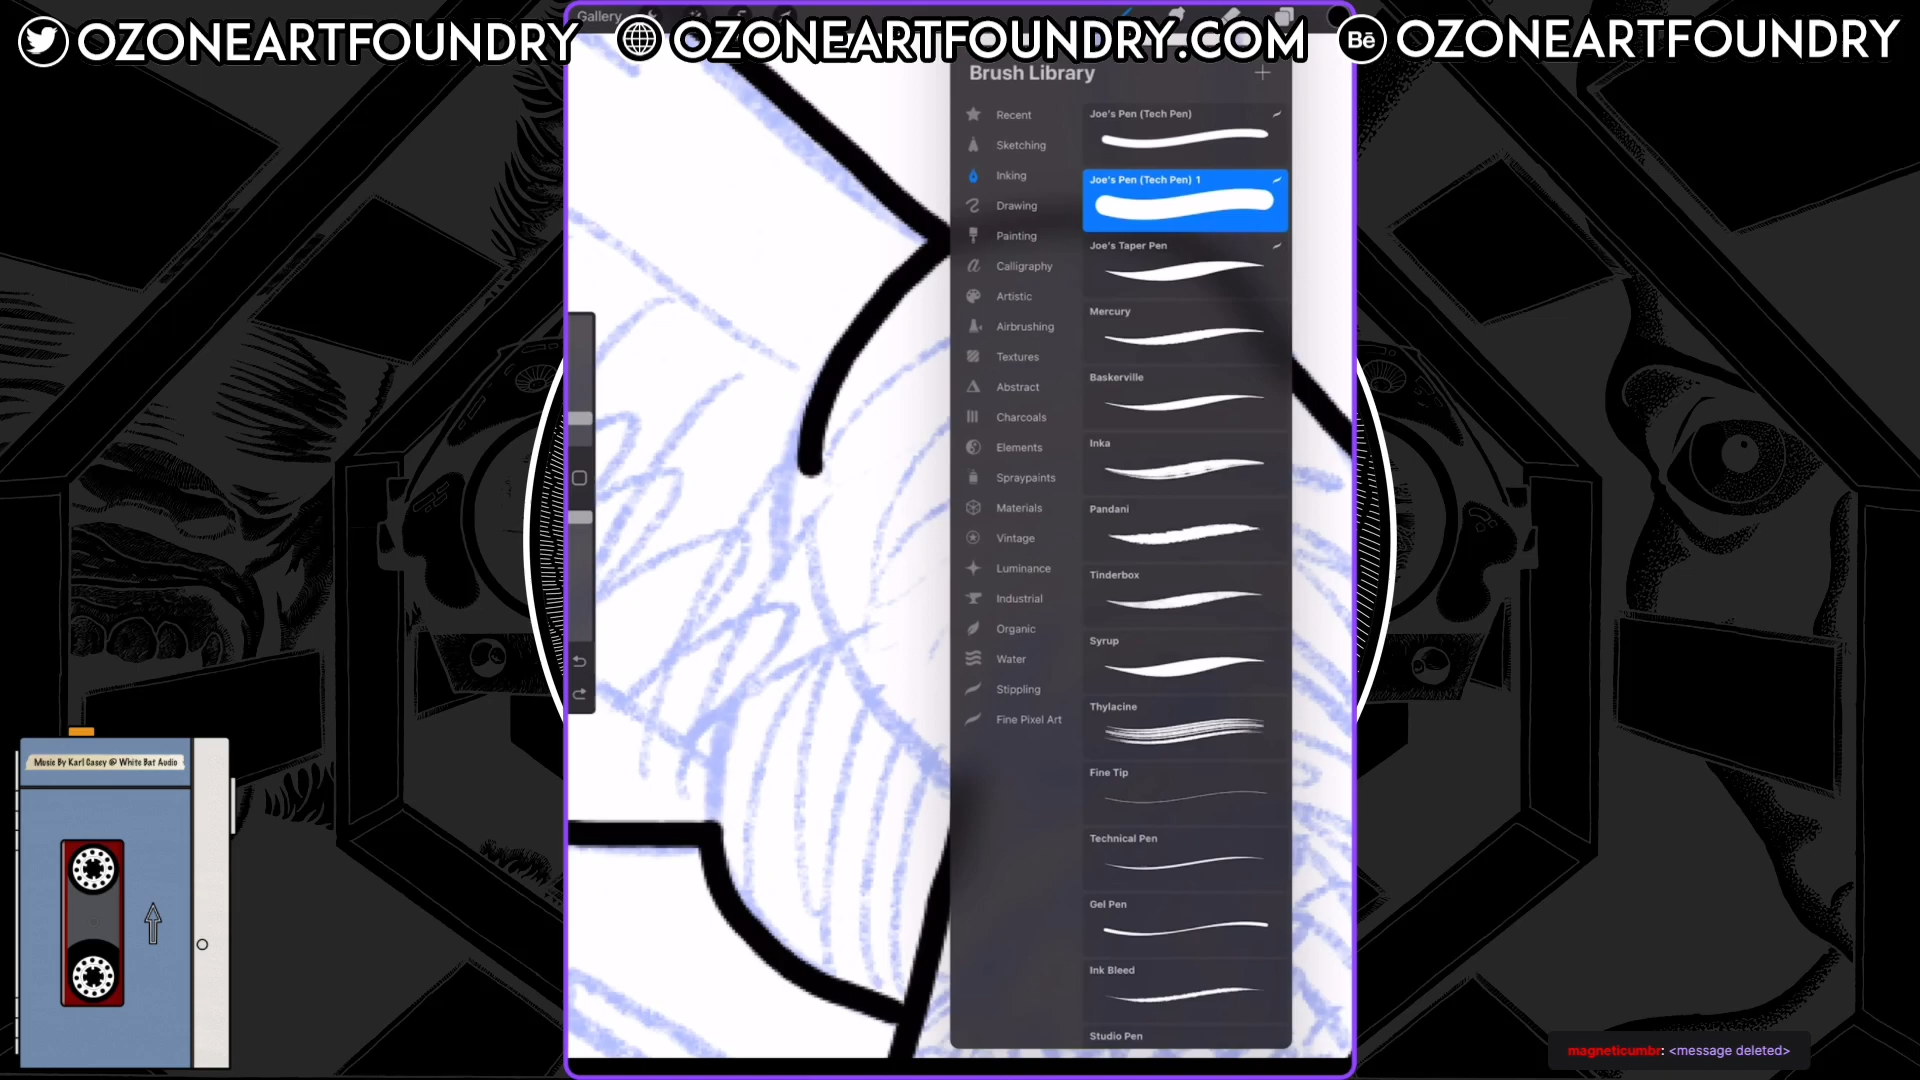 OZONEARTFOUNDRY
OZONEARTFOUNDRY.COM
Bē OZONEARTFOUNDRY
Gallery
Brush Library
Recent
Sketching
Inking
Drawing
Painting
Calligraphy
Artistic
Airbrushing
Textures
Abstract
Charcoals
Elements
Spraypaints
Materials
Vintage
Luminance
Industrial
Organic
Water
Stippling
Fine Pixel Art
Joe's Pen (Tech Pen)
Joe's Pen (Tech Pen) 1
Joe's Taper Pen
Mercury
Baskerville
Inka
Pandani
Tinderbox
Syrup
Thylacine
Fine Tip
Technical Pen
Gel Pen
Ink Bleed
Studio Pen
Music By Karl Casey @ White Bat Audio
magneticumbr: <message deleted>